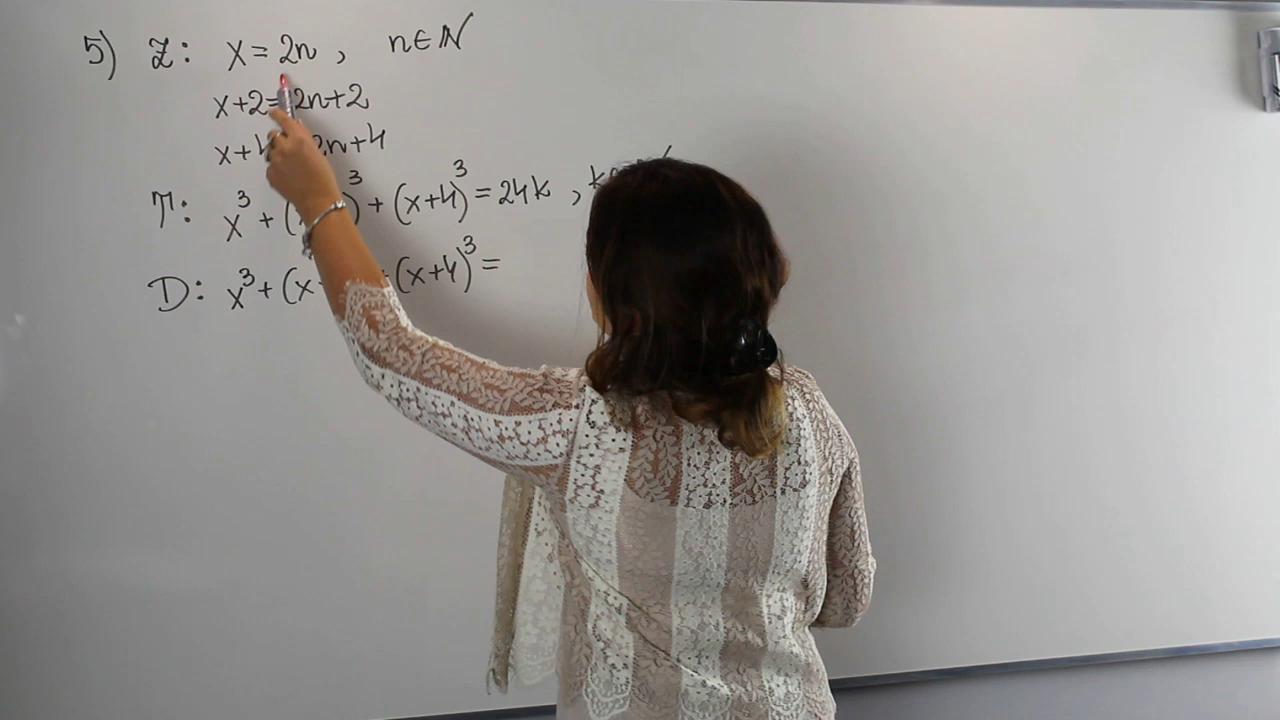 5) Z: x = 2n , n ∈ ℕ
x+2= 2n+2
x+4 2n+4
T: x³ + ( )³ + (x+4)³ = 24k , k
D: x³ + (x + (x+4)³ =